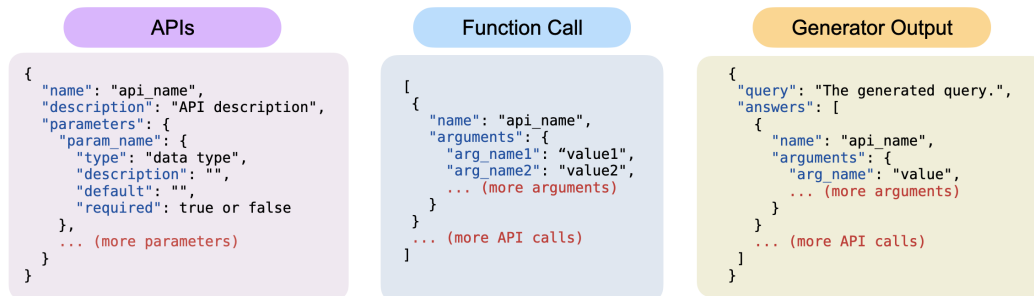 APIs
{
  "name": "api_name",
  "description": "API description",
  "parameters": {
    "param_name": {
      "type": "data type",
      "description": "",
      "default": "",
      "required": true or false
    },
    ... (more parameters)
  }
}
Function Call
[
 {
   "name": "api_name",
   "arguments": {
     "arg_name1": “value1",
     "arg_name2": "value2",
     ... (more arguments)
   }
 }
 ... (more API calls)
]
Generator Output
{
 "query": "The generated query.",
 "answers": [
   {
     "name": "api_name",
     "arguments": {
       "arg_name": "value",
       ... (more arguments)
     }
   }
   ... (more API calls)
 ]
}